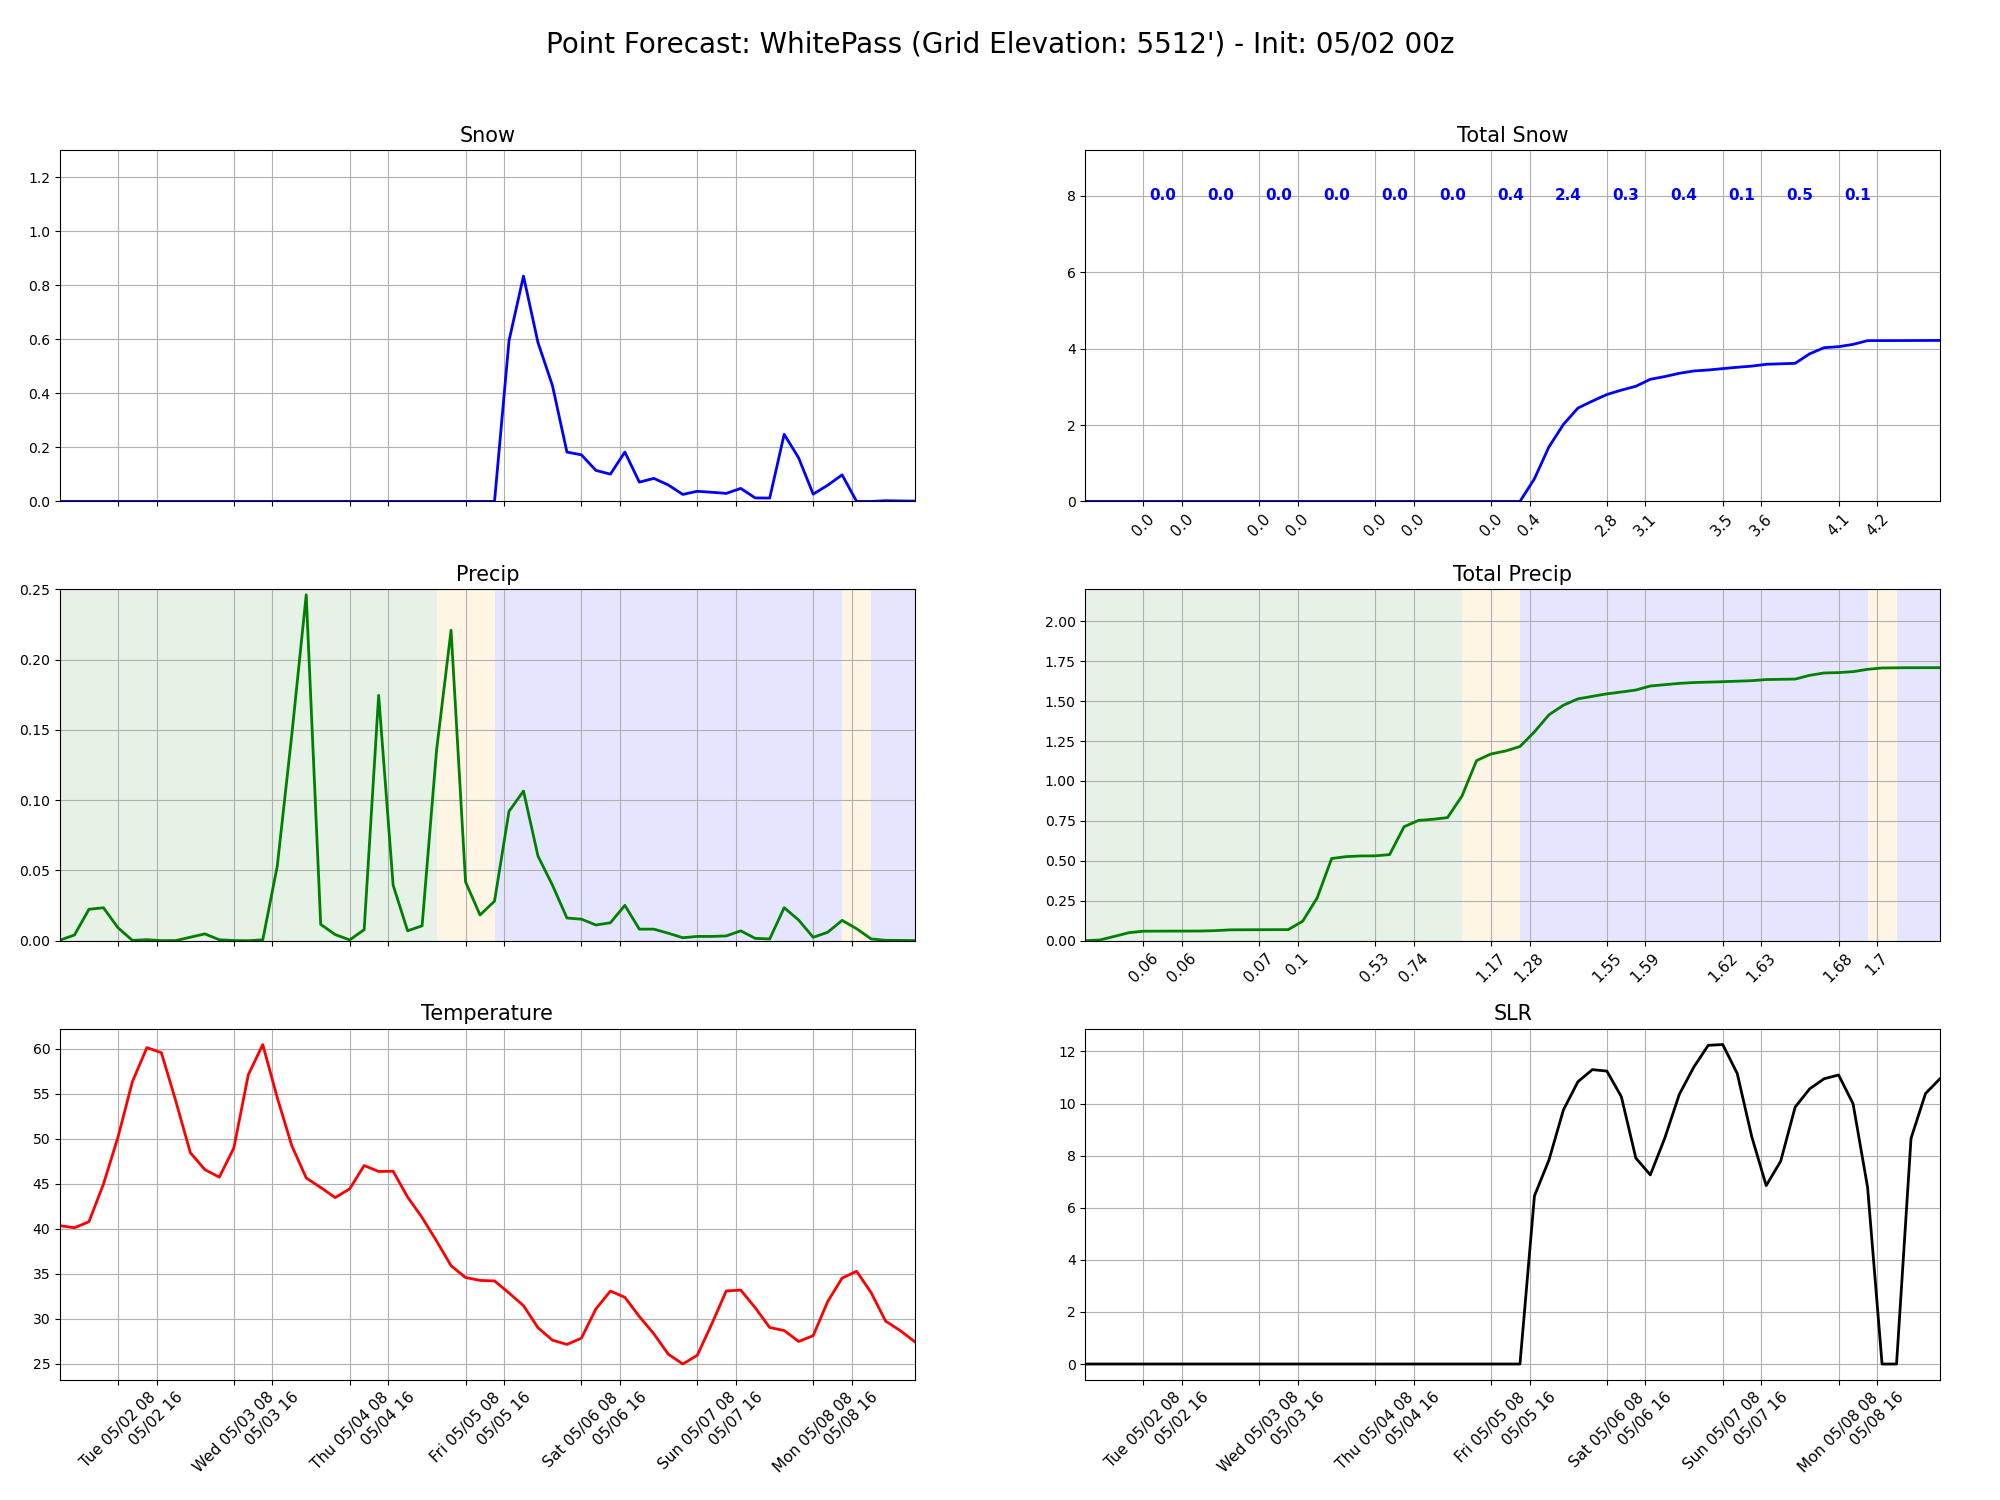 Point Forecast: WhitePass (Grid Elevation: 5512') - Init: 05/02 00z
Snow
1.2
1.0
0.8
0.6
0.4
0.2
0.0
Total Snow
8
6
4
2
0
0.0 0.0 0.0 0.0 0.0 0.0 0.4 2.4 0.3 0.4 0.1 0.5 0.1
0.0 0.0 0.0 0.0 0.0 0.0 0.0 0.4 2.8 3.1 3.5 3.6 4.1 4.2
Precip
0.25
0.20
0.15
0.10
0.05
0.00
Total Precip
2.00
1.75
1.50
1.25
1.00
0.75
0.50
0.25
0.00
0.06 0.06 0.07 0.1 0.53 0.74 1.17 1.28 1.55 1.59 1.62 1.63 1.68 1.7
Temperature
60
55
50
45
40
35
30
25
Tue 05/02 08
05/02 16
Wed 05/03 08
05/03 16
Thu 05/04 08
05/04 16
Fri 05/05 08
05/05 16
Sat 05/06 08
05/06 16
Sun 05/07 08
05/07 16
Mon 05/08 08
05/08 16
SLR
12
10
8
6
4
2
0
Tue 05/02 08
05/02 16
Wed 05/03 08
05/03 16
Thu 05/04 08
05/04 16
Fri 05/05 08
05/05 16
Sat 05/06 08
05/06 16
Sun 05/07 08
05/07 16
Mon 05/08 08
05/08 16